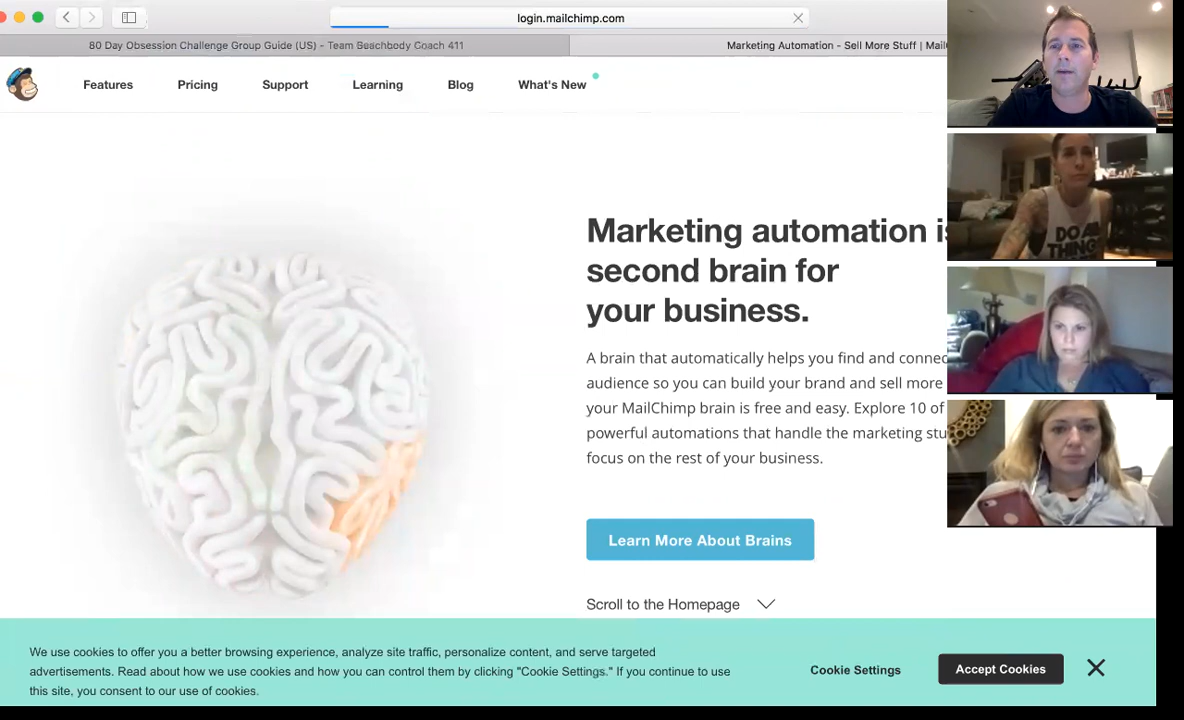 login.mailchimp.com
80 Day Obsession Challenge Group Guide (US) - Team Beachbody Coach 411
Marketing Automation - Sell More Stuff | Mail
Features Pricing Support Learning Blog What's New
Marketing automation is
second brain for
your business.
A brain that automatically helps you find and connec
audience so you can build your brand and sell more
your MailChimp brain is free and easy. Explore 10 of
powerful automations that handle the marketing stu
focus on the rest of your business.
Learn More About Brains
Scroll to the Homepage
We use cookies to offer you a better browsing experience, analyze site traffic, personalize content, and serve targeted
advertisements. Read about how we use cookies and how you can control them by clicking "Cookie Settings." If you continue to
this site, you consent to our use of cookies.
Cookie Settings
Accept Cookies
DO ALL
THINGS